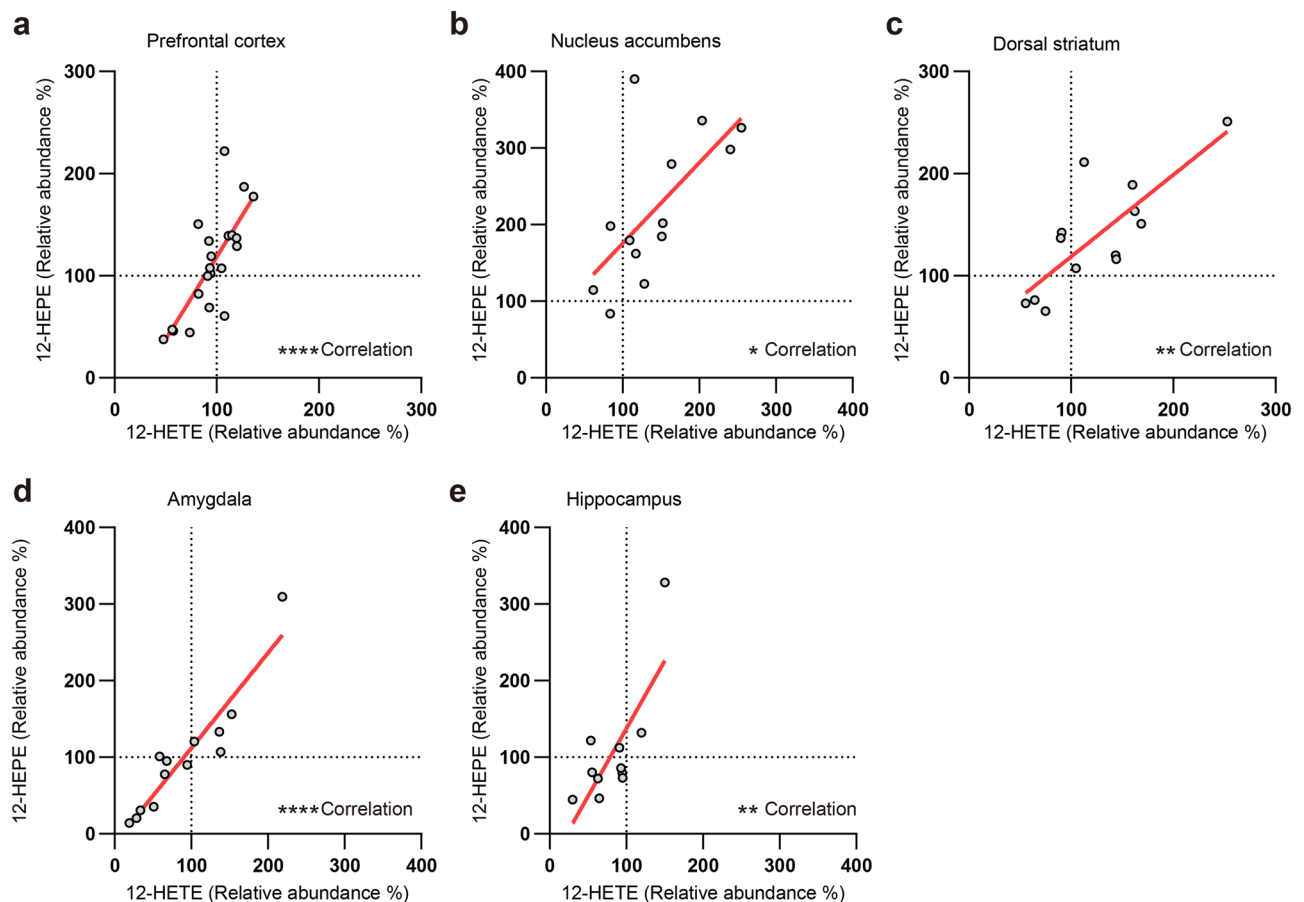 a
Prefrontal cortex
12-HEPE (Relative abundance %)
300
200
100
0
****Correlation
0 100 200 300
12-HETE (Relative abundance %)
b
Nucleus accumbens
12-HEPE (Relative abundance %)
400
300
200
100
0
* Correlation
0 100 200 300 400
12-HETE (Relative abundance %)
c
Dorsal striatum
12-HEPE (Relative abundance %)
300
200
100
0
** Correlation
0 100 200 300
12-HETE (Relative abundance %)
d
Amygdala
12-HEPE (Relative abundance %)
400
300
200
100
0
****Correlation
0 100 200 300 400
12-HETE (Relative abundance %)
e
Hippocampus
12-HEPE (Relative abundance %)
400
300
200
100
0
** Correlation
0 100 200 300 400
12-HETE (Relative abundance %)